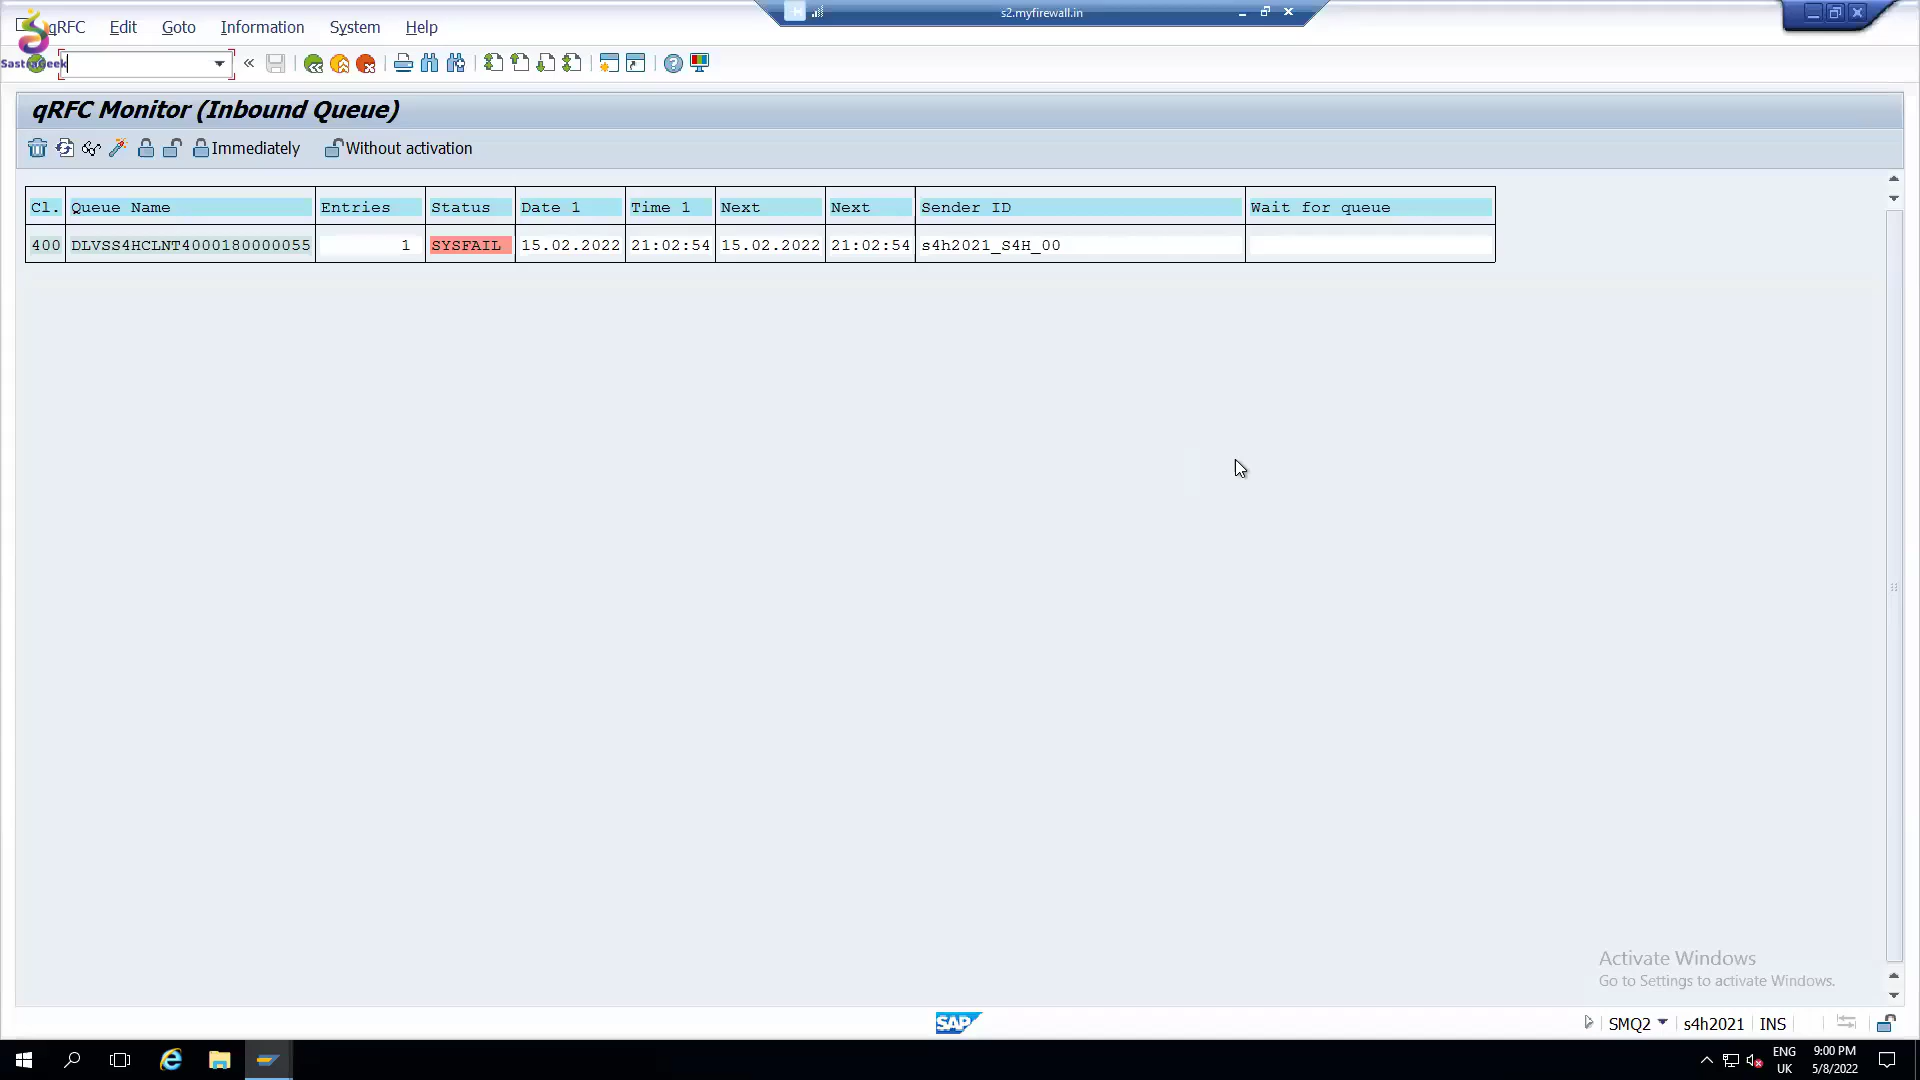 s2.myfirewall.in
qRFC Edit Goto Information System Help
SastraGeek
qRFC Monitor (Inbound Queue)
Immediately Without activation
Cl. Queue Name Entries Status Date 1 Time 1 Next Next Sender ID Wait for queue
400 DLVSS4HCLNT4000180000055 1 SYSFAIL 15.02.2022 21:02:54 15.02.2022 21:02:54 s4h2021_S4H_00
Activate Windows
Go to Settings to activate Windows.
SAP SMQ2 s4h2021 INS
ENG 9:00 PM
UK 5/8/2022